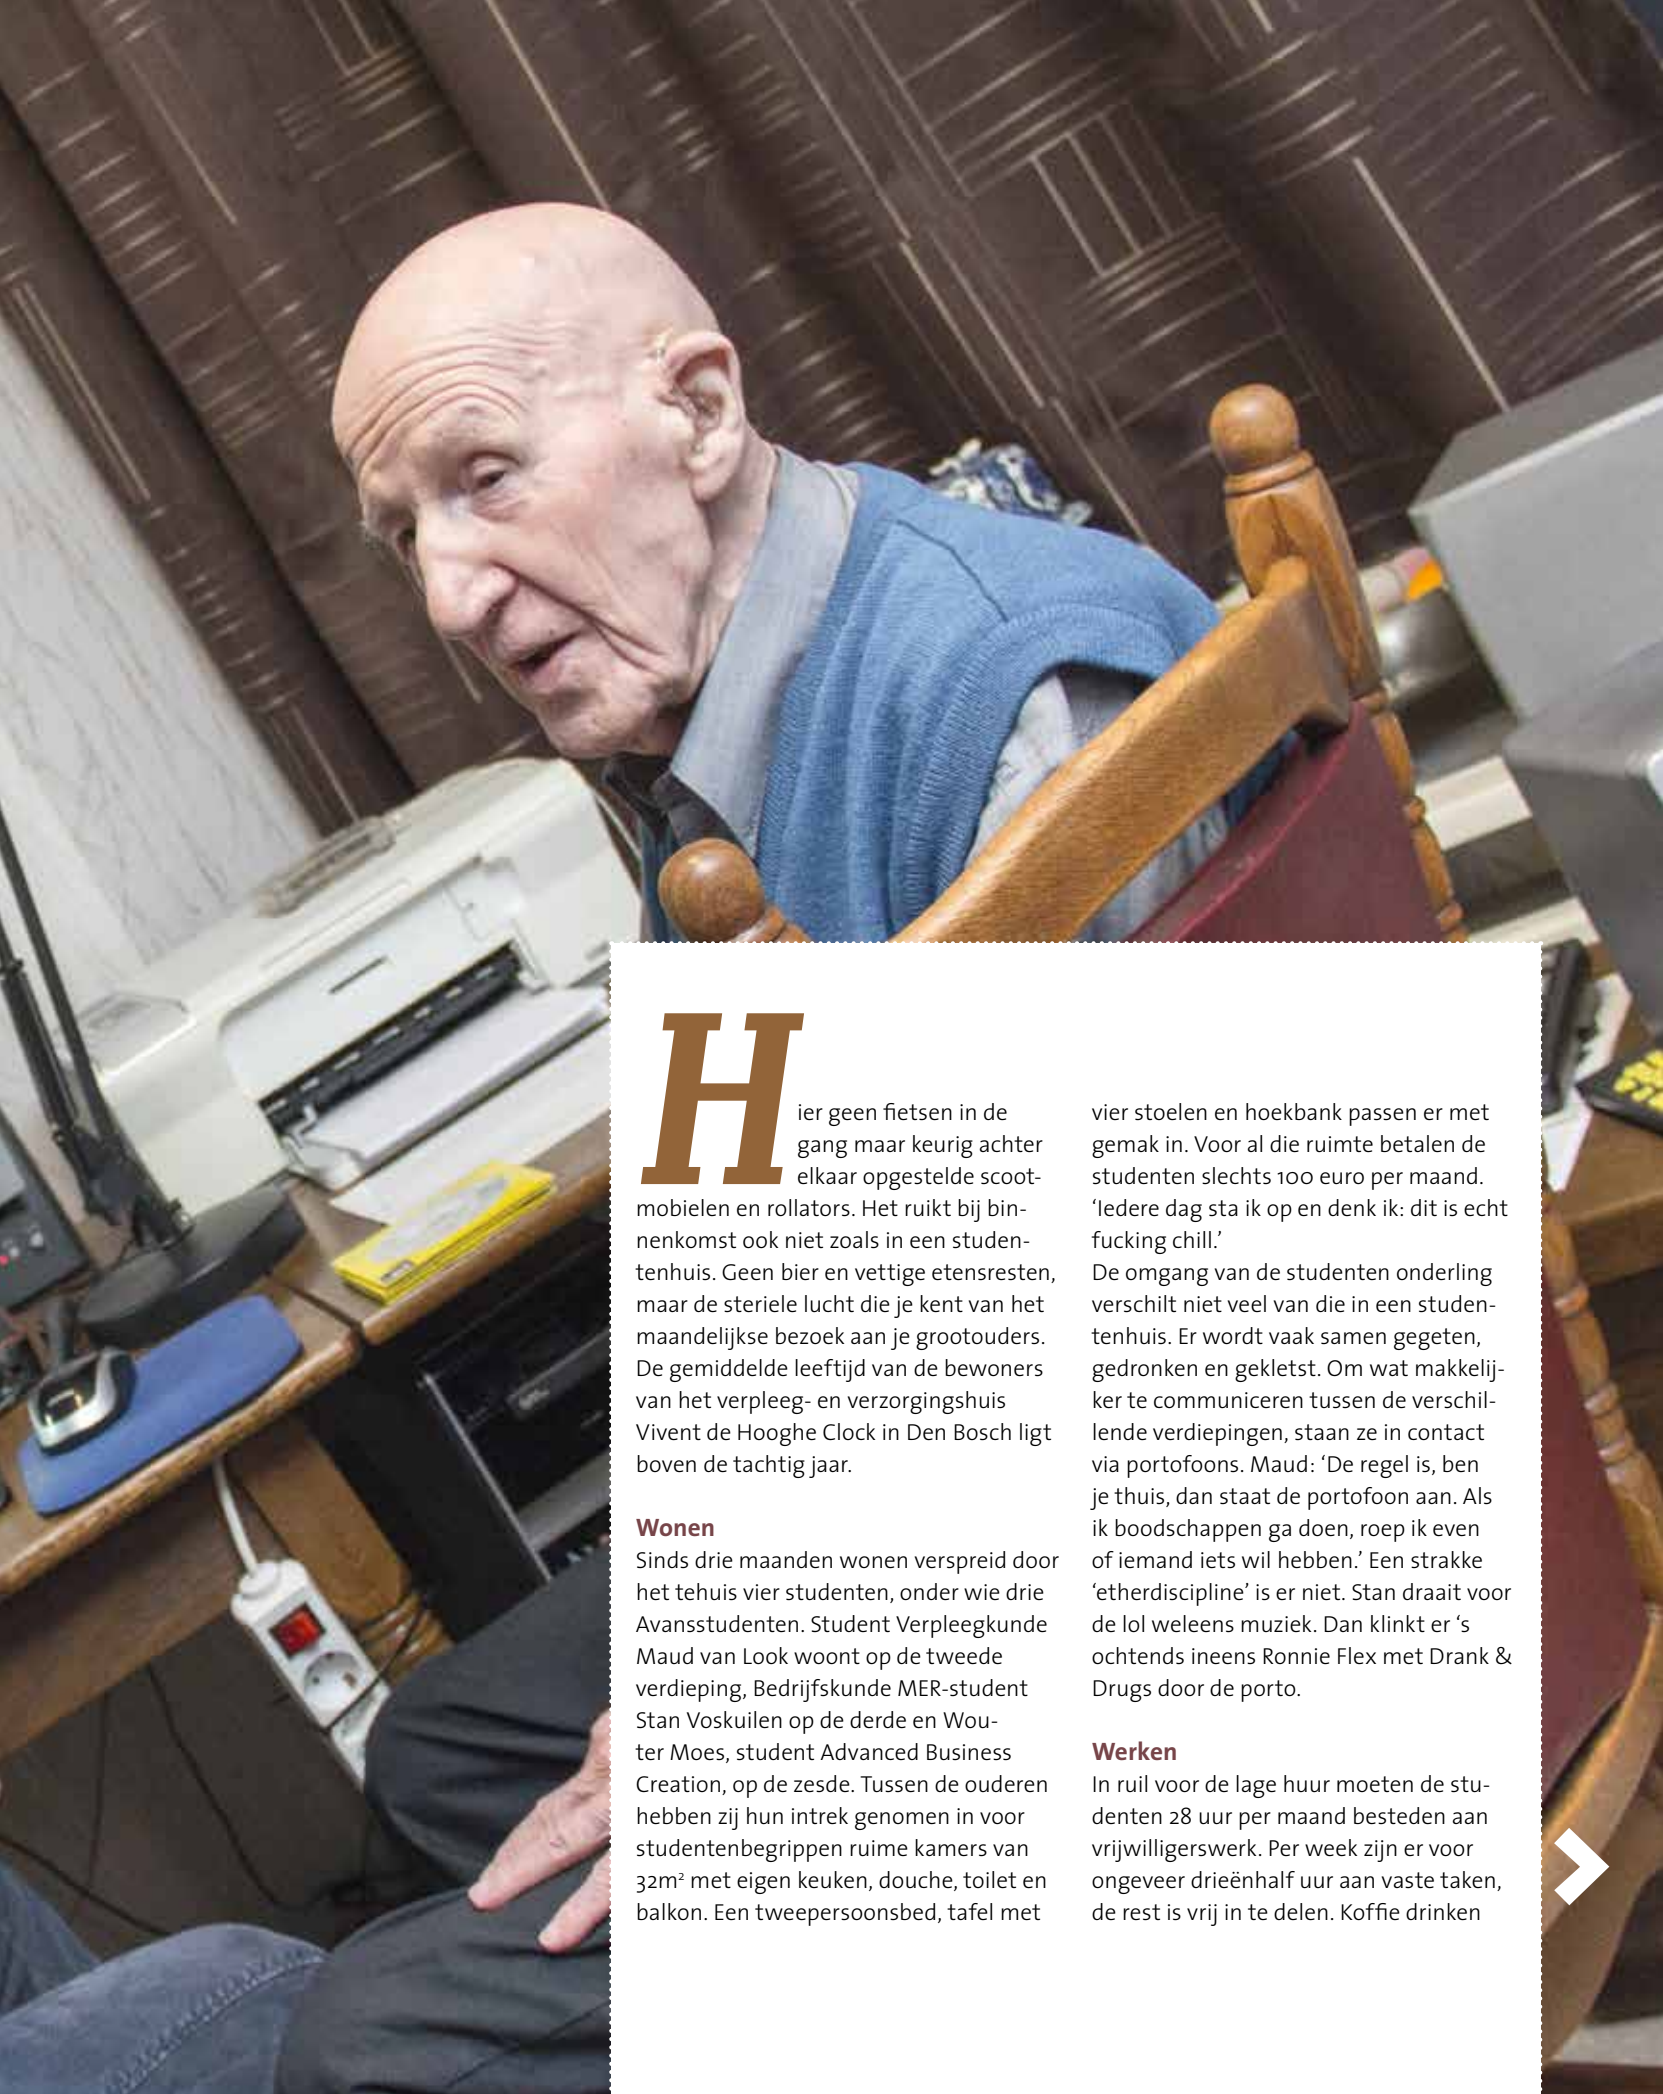 Hier geen fietsen in de
gang maar keurig achter
elkaar opgestelde scoot-
mobielen en rollators. Het ruikt bij bin-
nenkomst ook niet zoals in een studen-
tenhuis. Geen bier en vettige etensresten,
maar de steriele lucht die je kent van het
maandelijkse bezoek aan je grootouders.
De gemiddelde leeftijd van de bewoners
van het verpleeg- en verzorgingshuis
Vivent de Hooghe Clock in Den Bosch ligt
boven de tachtig jaar.
Wonen
Sinds drie maanden wonen verspreid door
het tehuis vier studenten, onder wie drie
Avansstudenten. Student Verpleegkunde
Maud van Look woont op de tweede
verdieping, Bedrijfskunde MER-student
Stan Voskuilen op de derde en Wou-
ter Moes, student Advanced Business
Creation, op de zesde. Tussen de ouderen
hebben zij hun intrek genomen in voor
studentenbegrippen ruime kamers van
32m² met eigen keuken, douche, toilet en
balkon. Een tweepersoonsbed, tafel met
vier stoelen en hoekbank passen er met
gemak in. Voor al die ruimte betalen de
studenten slechts 100 euro per maand.
‘Iedere dag sta ik op en denk ik: dit is echt
fucking chill.’
De omgang van de studenten onderling
verschilt niet veel van die in een studen-
tenhuis. Er wordt vaak samen gegeten,
gedronken en gekletst. Om wat makkelij-
ker te communiceren tussen de verschil-
lende verdiepingen, staan ze in contact
via portofoons. Maud: ‘De regel is, ben
je thuis, dan staat de portofoon aan. Als
ik boodschappen ga doen, roep ik even
of iemand iets wil hebben.’ Een strakke
‘etherdiscipline’ is er niet. Stan draait voor
de lol weleens muziek. Dan klinkt er ‘s
ochtends ineens Ronnie Flex met Drank &
Drugs door de porto.
Werken
In ruil voor de lage huur moeten de stu-
denten 28 uur per maand besteden aan
vrijwilligerswerk. Per week zijn er voor
ongeveer drieënhalf uur aan vaste taken,
de rest is vrij in te delen. Koffie drinken